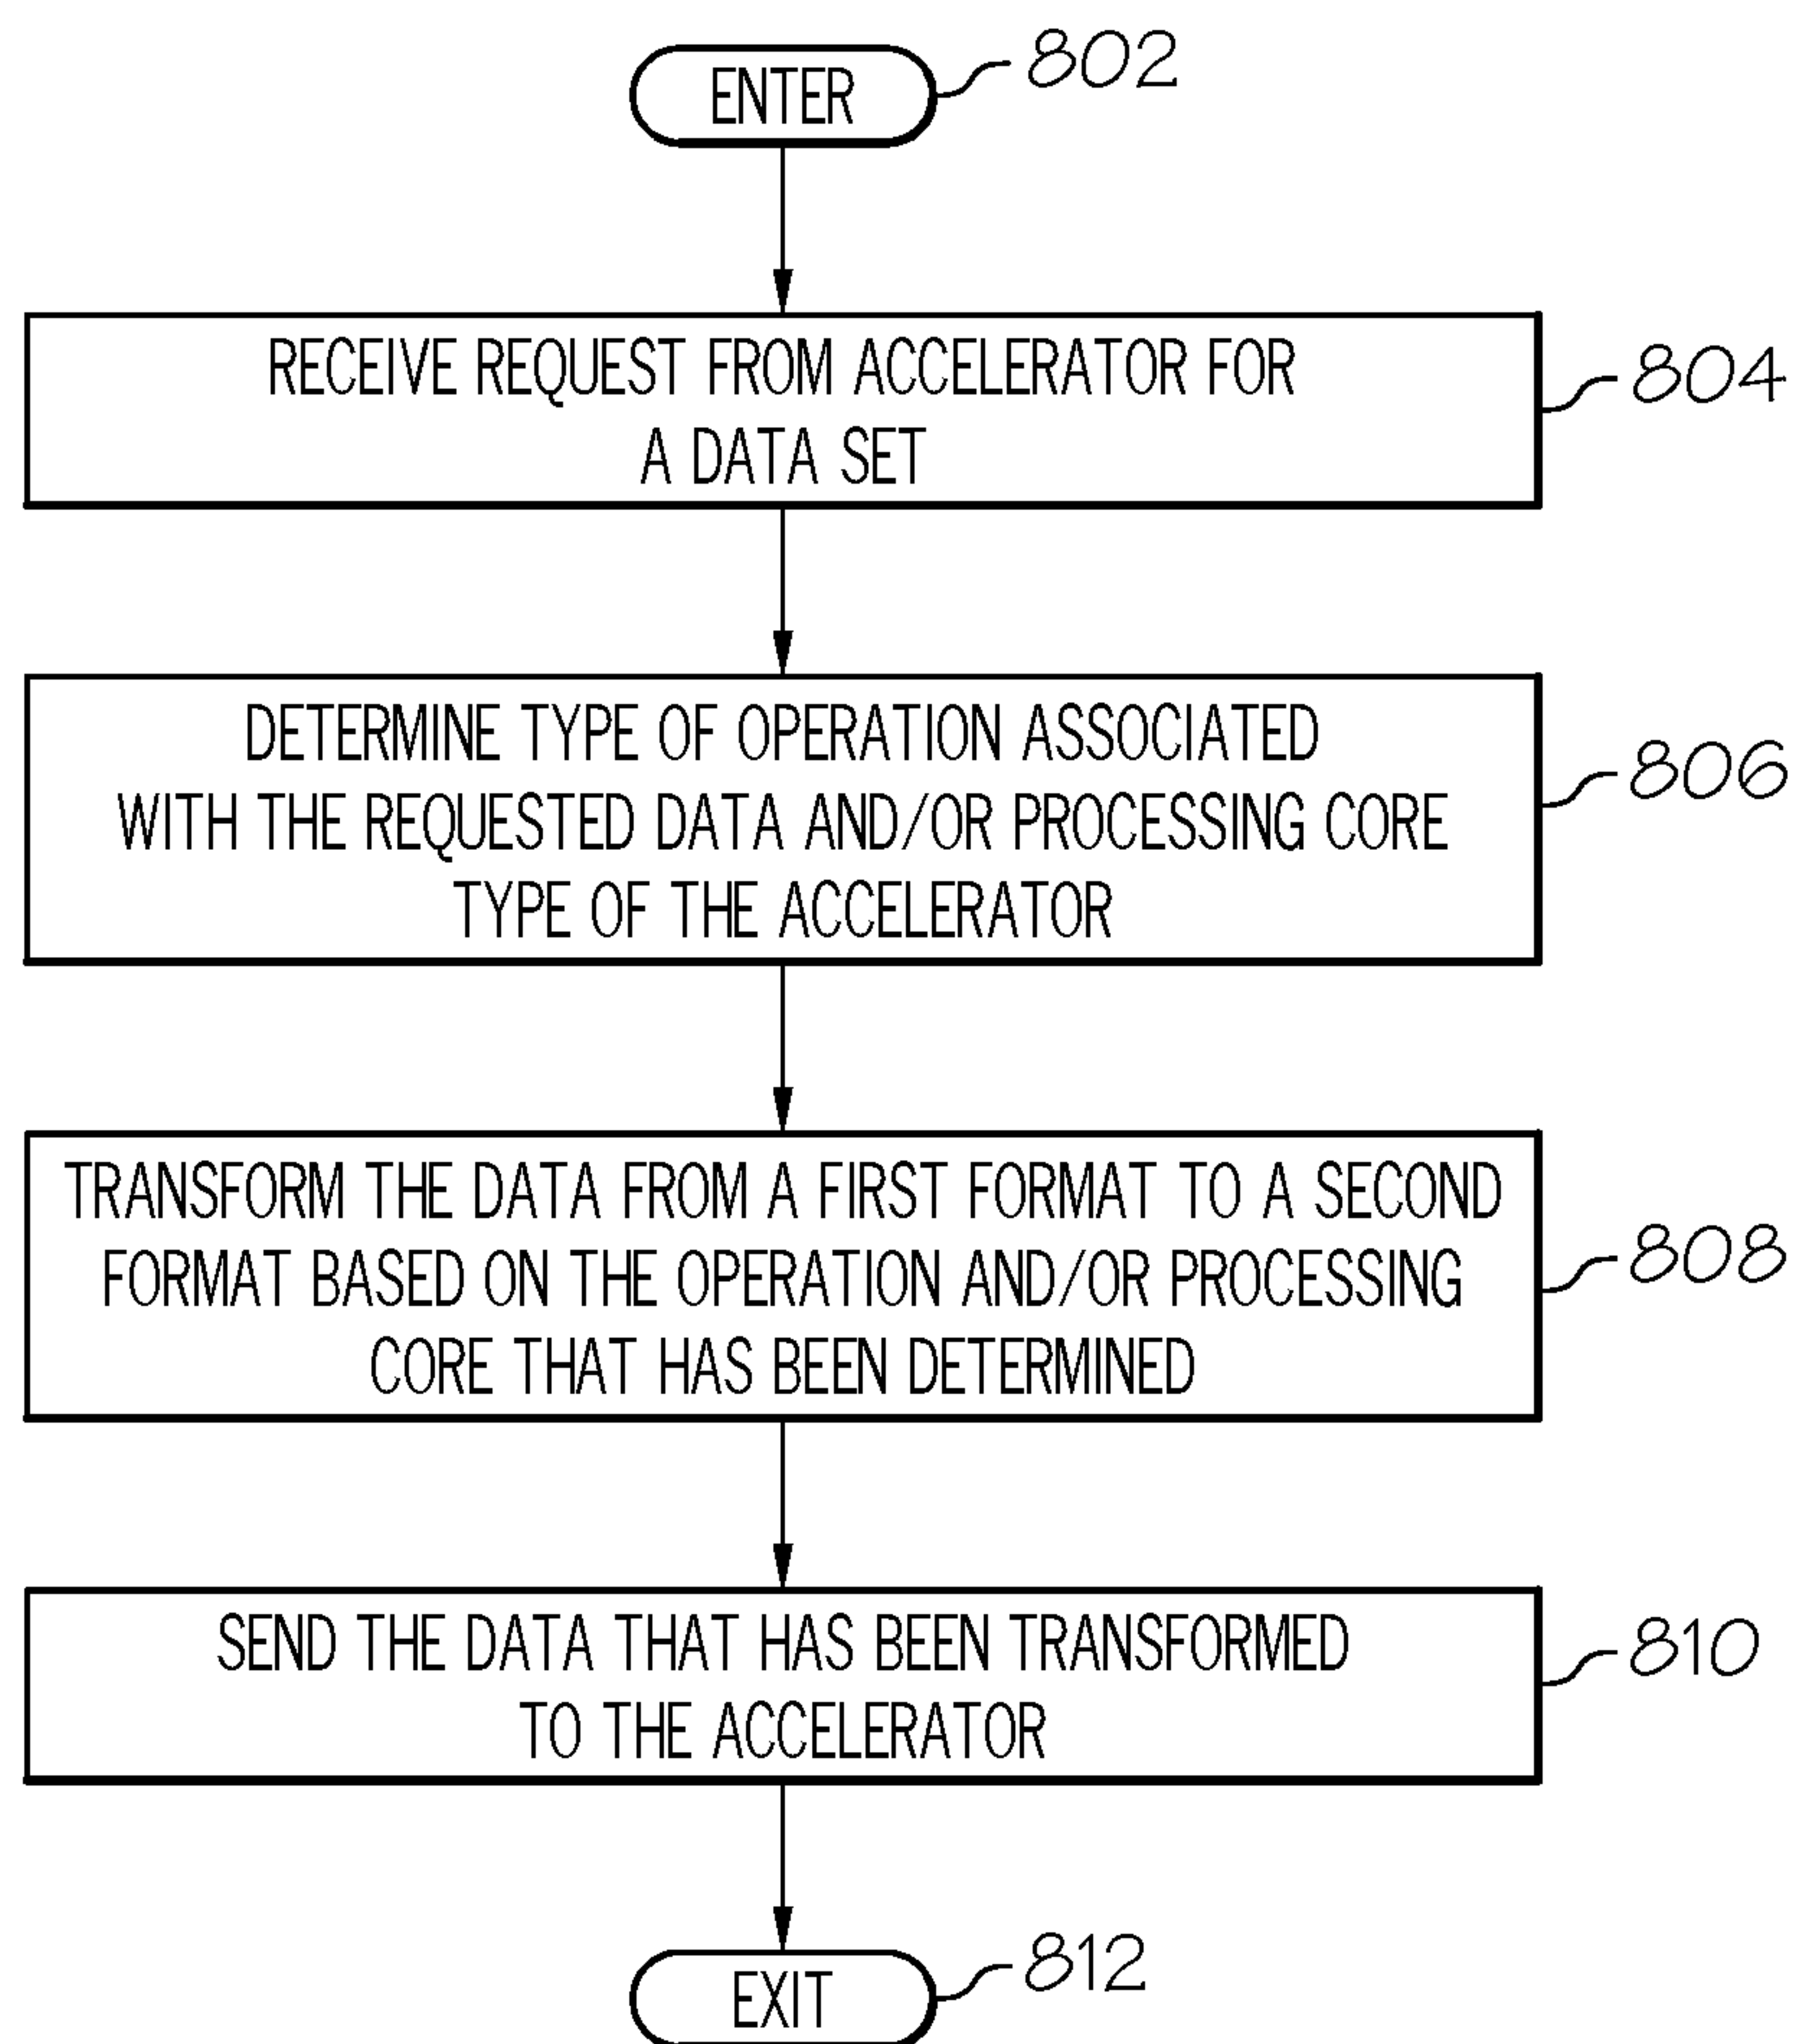 ENTER
802
RECEIVE REQUEST FROM ACCELERATOR FOR
A DATA SET
804
DETERMINE TYPE OF OPERATION ASSOCIATED
WITH THE REQUESTED DATA AND/OR PROCESSING CORE
TYPE OF THE ACCELERATOR
806
TRANSFORM THE DATA FROM A FIRST FORMAT TO A SECOND
FORMAT BASED ON THE OPERATION AND/OR PROCESSING
CORE THAT HAS BEEN DETERMINED
808
SEND THE DATA THAT HAS BEEN TRANSFORMED
TO THE ACCELERATOR
810
EXIT
812